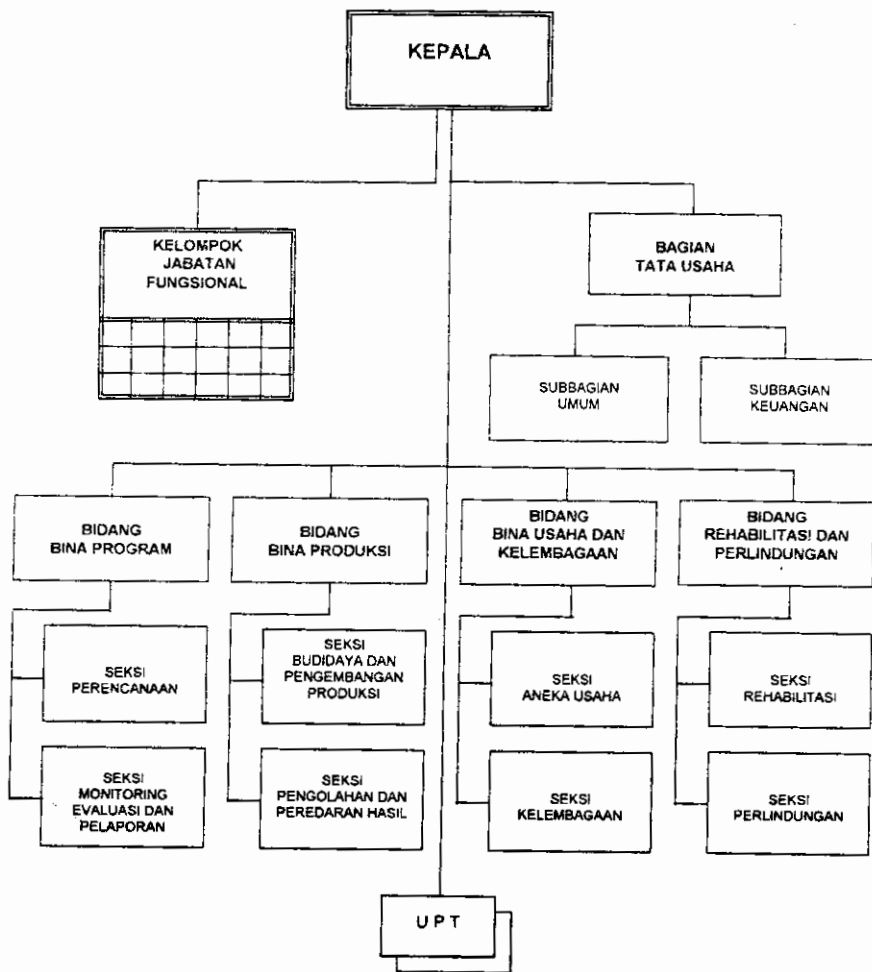 KEPALA
KELOMPOK
JABATAN
FUNGSIONAL
BAGIAN
TATA USAHA
SUBBAGIAN
UMUM
SUBBAGIAN
KEUANGAN
BIDANG
BINA PROGRAM
BIDANG
BINA PRODUKSI
BIDANG
BINA USAHA DAN
KELEMBAGAAN
BIDANG
REHABILITASI DAN
PERLINDUNGAN
SEKSI
PERENCANAAN
SEKSI
BUDIDAYA DAN
PENGEMBANGAN
PRODUKSI
SEKSI
ANEKA USAHA
SEKSI
REHABILITASI
SEKSI
MONITORING
EVALUASI DAN
PELAPORAN
SEKSI
PENGOLAHAN DAN
PEREDARAN HASIL
SEKSI
KELEMBAGAAN
SEKSI
PERLINDUNGAN
U P T